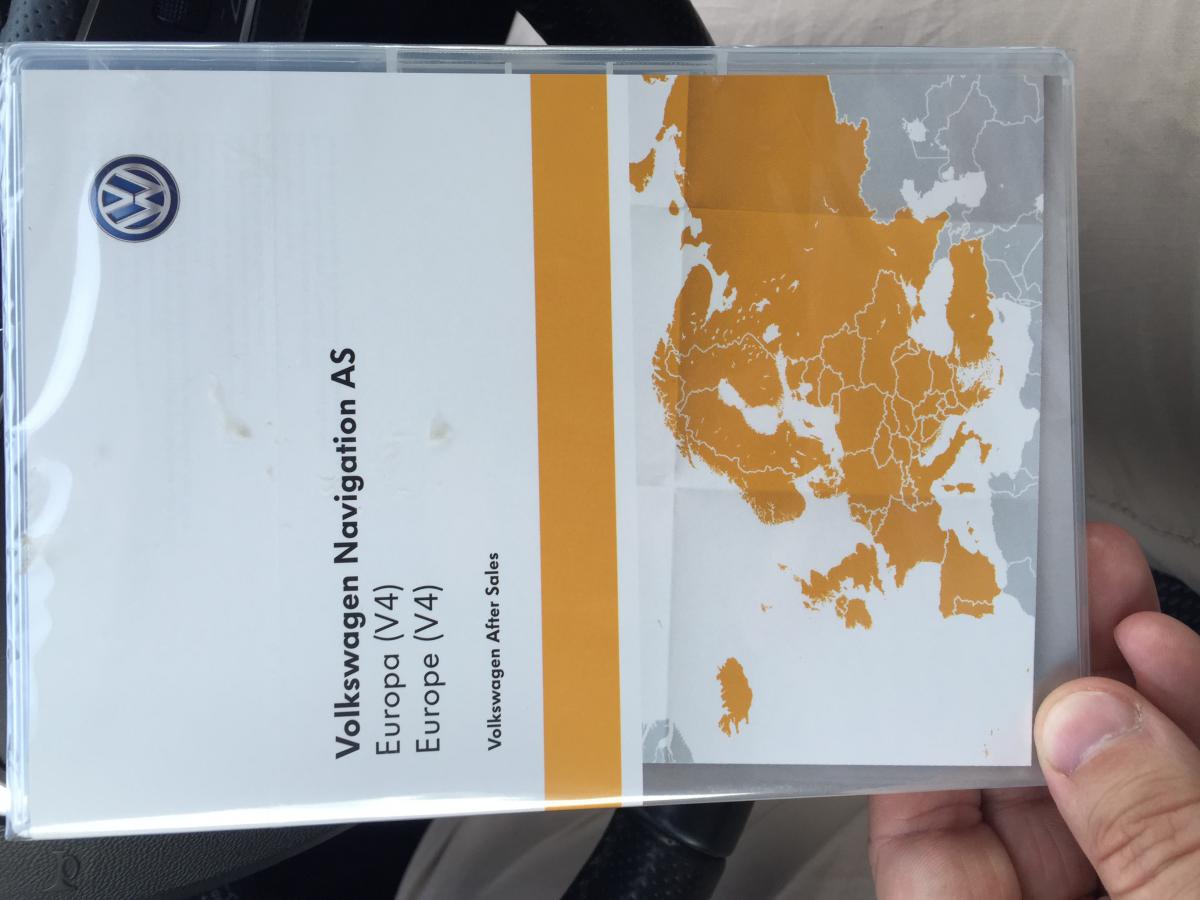 Volkswagen Navigation AS
Europa (V4)
Europe (V4)
Volkswagen After Sales